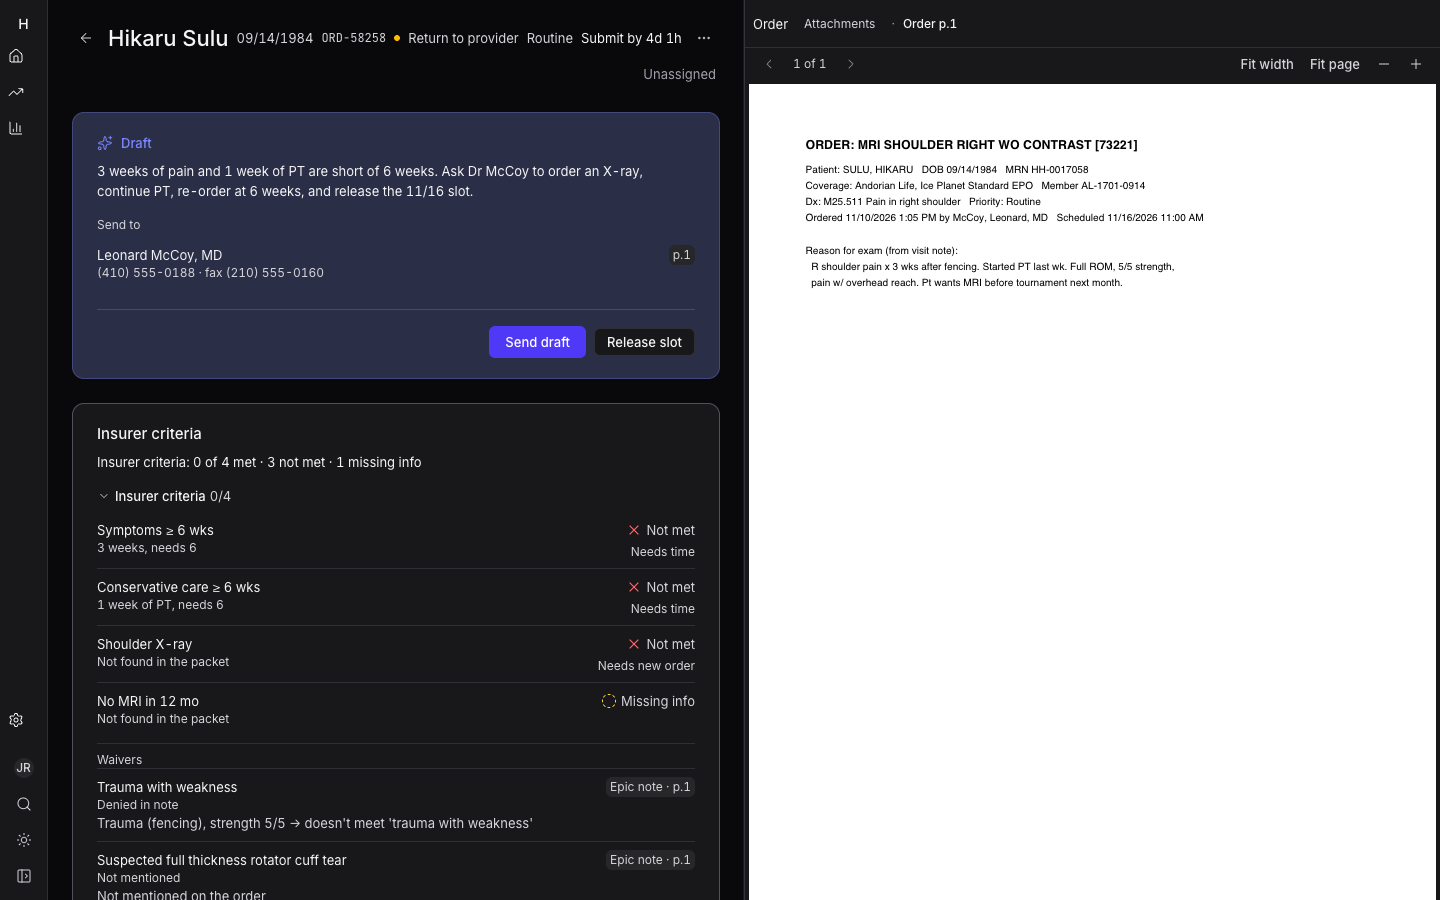 H
JR
Hikaru Sulu 09/14/1984 ORD-58258 Return to provider Routine Submit by 4d 1h
Unassigned
Draft
3 weeks of pain and 1 week of PT are short of 6 weeks. Ask Dr McCoy to order an X-ray,
continue PT, re-order at 6 weeks, and release the 11/16 slot.
Send to
Leonard McCoy, MD p.1
(410) 555-0188 · fax (210) 555-0160
Send draft Release slot
Insurer criteria
Insurer criteria: 0 of 4 met · 3 not met · 1 missing info
Insurer criteria 0/4
Symptoms ≥ 6 wks Not met
3 weeks, needs 6
Needs time
Conservative care ≥ 6 wks Not met
1 week of PT, needs 6
Needs time
Shoulder X-ray Not met
Not found in the packet
Needs new order
No MRI in 12 mo Missing info
Not found in the packet
Waivers
Trauma with weakness Epic note · p.1
Denied in note
Trauma (fencing), strength 5/5 → doesn't meet 'trauma with weakness'
Suspected full thickness rotator cuff tear Epic note · p.1
Not mentioned
Not mentioned on the order
Order Attachments · Order p.1
1 of 1 Fit width Fit page
ORDER: MRI SHOULDER RIGHT WO CONTRAST [73221]
Patient: SULU, HIKARU DOB 09/14/1984 MRN HH-0017058
Coverage: Andorian Life, Ice Planet Standard EPO Member AL-1701-0914
Dx: M25.511 Pain in right shoulder Priority: Routine
Ordered 11/10/2026 1:05 PM by McCoy, Leonard, MD Scheduled 11/16/2026 11:00 AM
Reason for exam (from visit note):
R shoulder pain x 3 wks after fencing. Started PT last wk. Full ROM, 5/5 strength,
pain w/ overhead reach. Pt wants MRI before tournament next month.